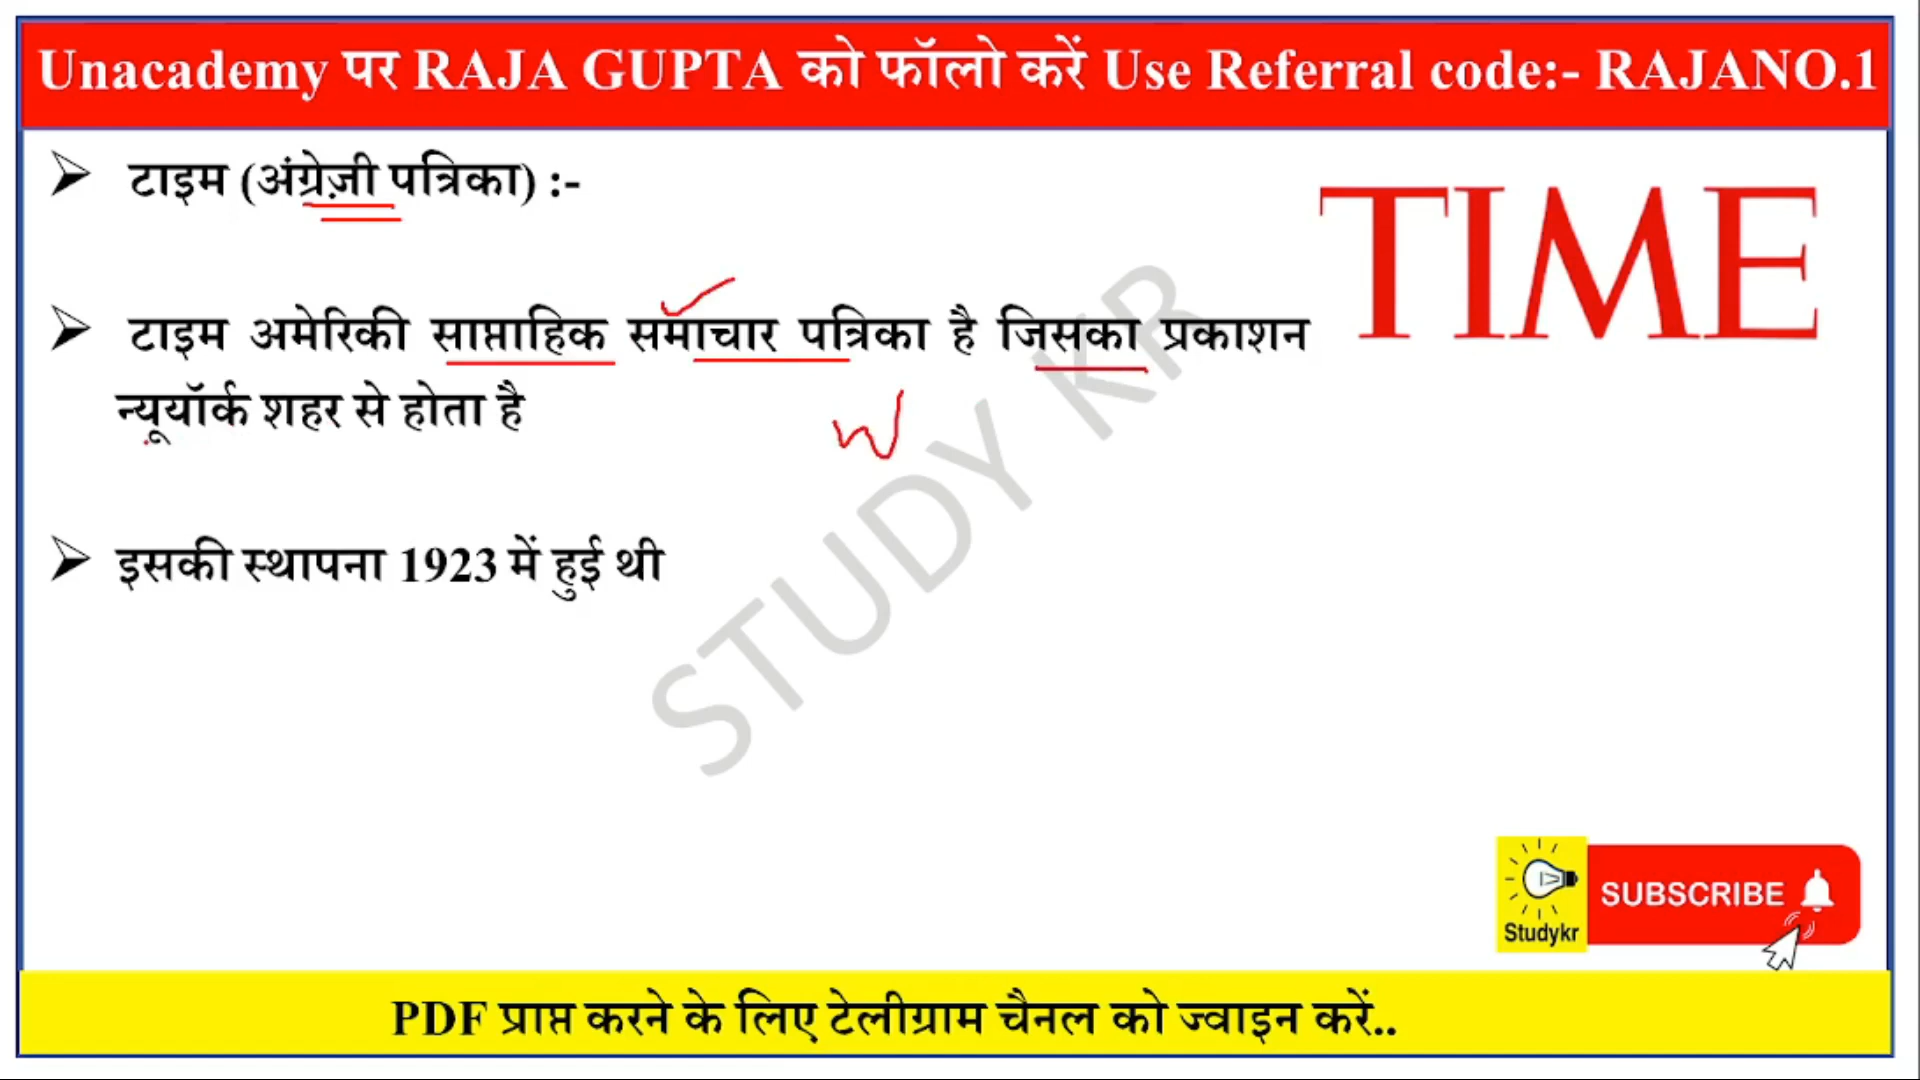 Unacademy पर RAJA GUPTA को फॉलो करें Use Referral code:- RAJANO.1
टाइम (अंग्रेज़ी पत्रिका) :-
TIME
टाइम अमेरिकी साप्ताहिक समाचार पत्रिका है जिसका प्रकाशन
न्यूयॉर्क शहर से होता है
W
इसकी स्थापना 1923 में हुई थी
STUDY KR
Studykr
SUBSCRIBE
PDF प्राप्त करने के लिए टेलीग्राम चैनल को ज्वाइन करें..